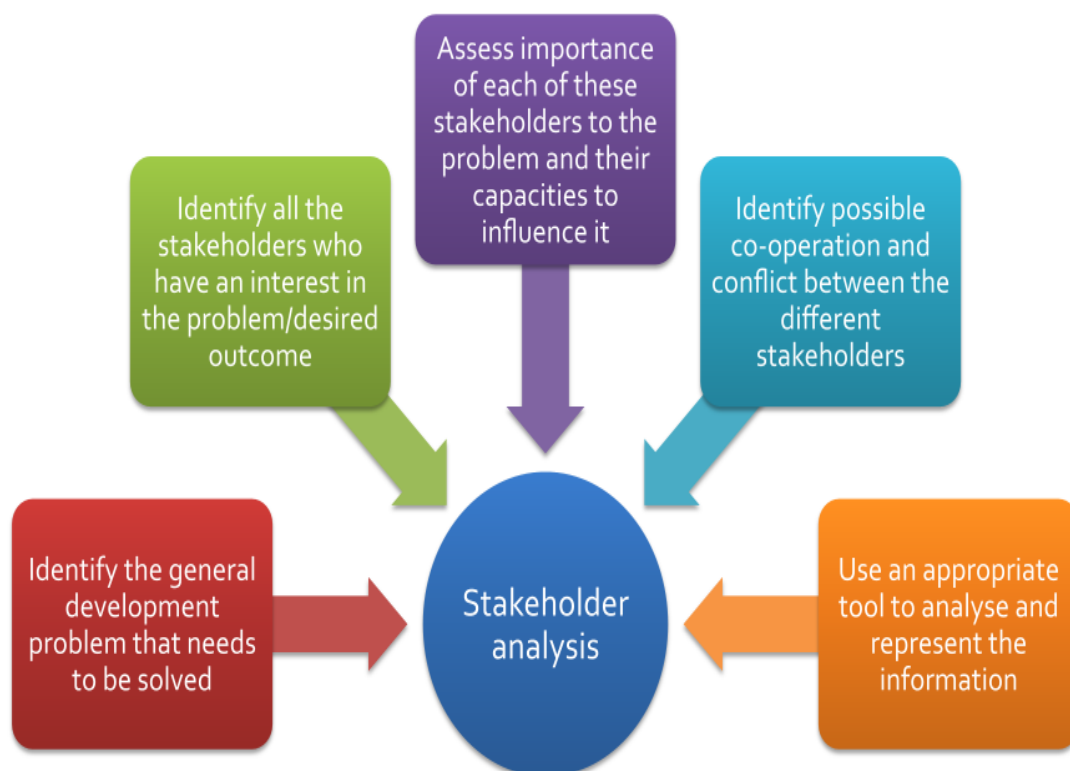 Assess importance
of each of these
stakeholders to the
problem and their
capacities to
influence it
Identify all the
stakeholders who
have an interest in
the problem/desired
outcome
Identify possible
co-operation and
conflict between the
different
stakeholders
Identify the general
development
problem that needs
to be solved
Stakeholder
analysis
Use an appropriate
tool to analyse and
represent the
information